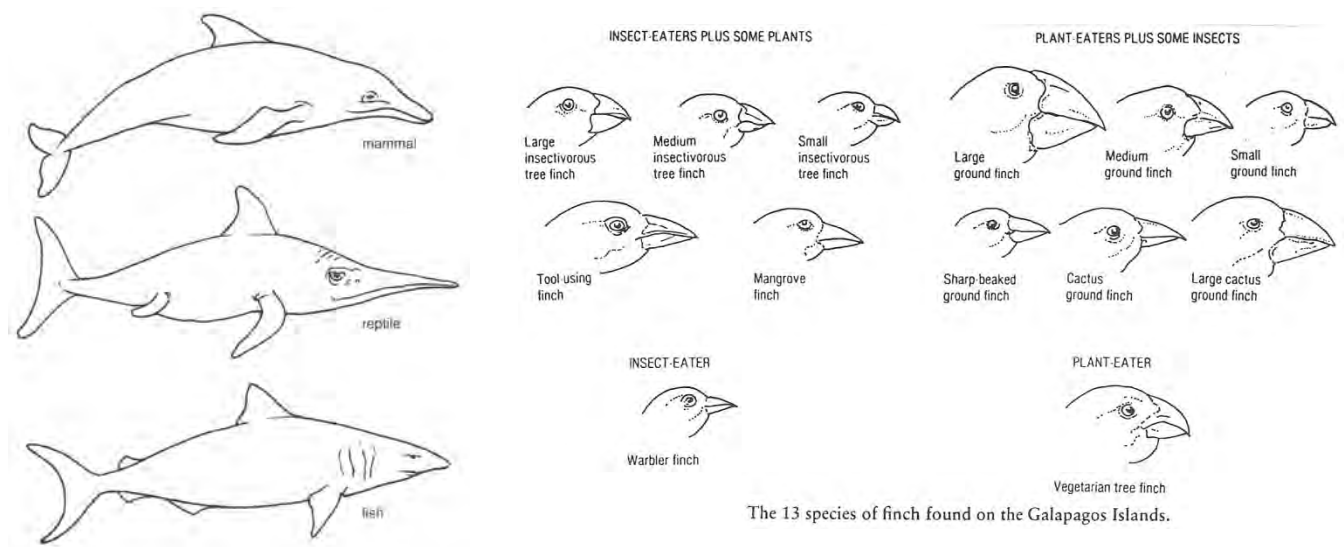 mammal
reptile
fish
INSECT-EATERS PLUS SOME PLANTS
Large
insectivorous
tree finch
Medium
insectivorous
tree finch
Small
insectivorous
tree finch
Tool-using
finch
Mangrove
finch
INSECT-EATER
Warbler finch
PLANT-EATERS PLUS SOME INSECTS
Large
ground finch
Medium
ground finch
Small
ground finch
Sharp-beaked
ground finch
Cactus
ground finch
Large cactus
ground finch
PLANT-EATER
Vegetarian tree finch
The 13 species of finch found on the Galapagos Islands.